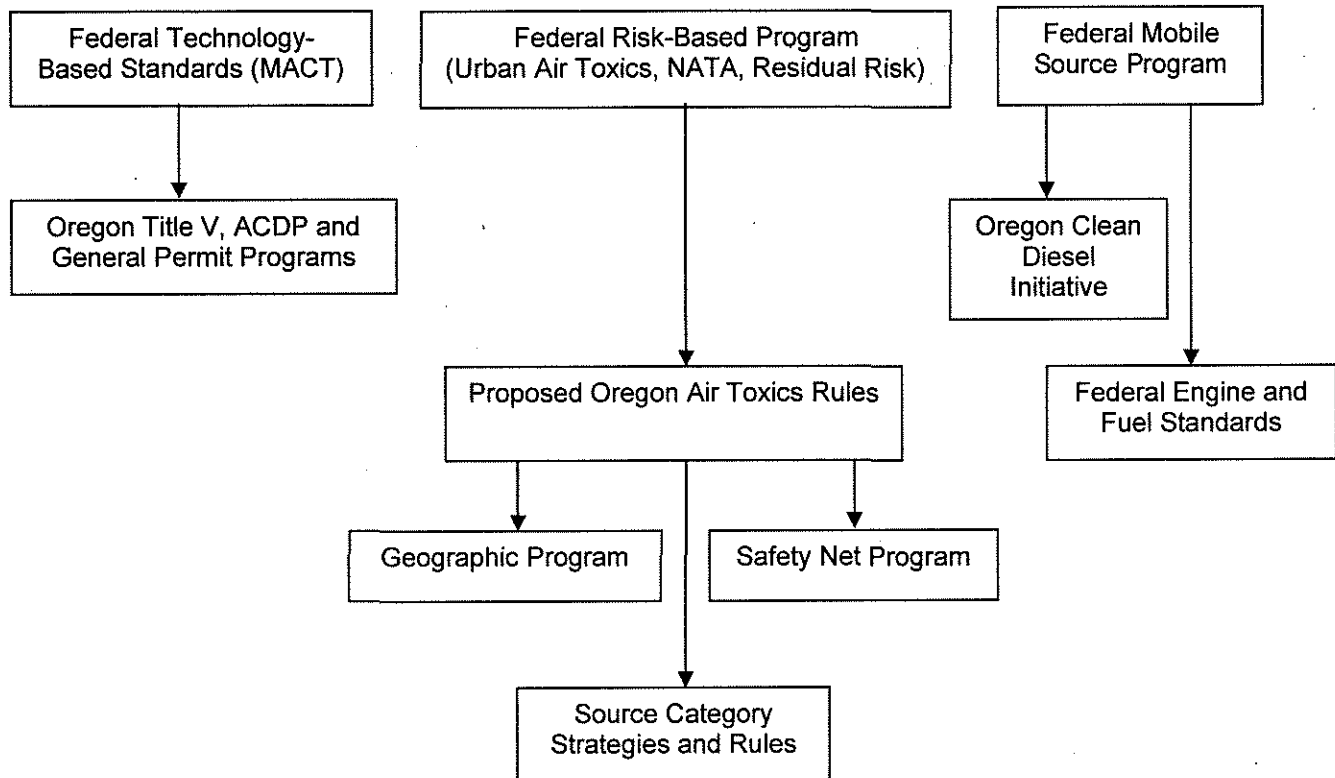 Federal Technology-
Based Standards (MACT)
Federal Risk-Based Program
(Urban Air Toxics, NATA, Residual Risk)
Federal Mobile
Source Program
Oregon Title V, ACDP and
General Permit Programs
Oregon Clean
Diesel
Initiative
Proposed Oregon Air Toxics Rules
Federal Engine and
Fuel Standards
Geographic Program
Safety Net Program
Source Category
Strategies and Rules